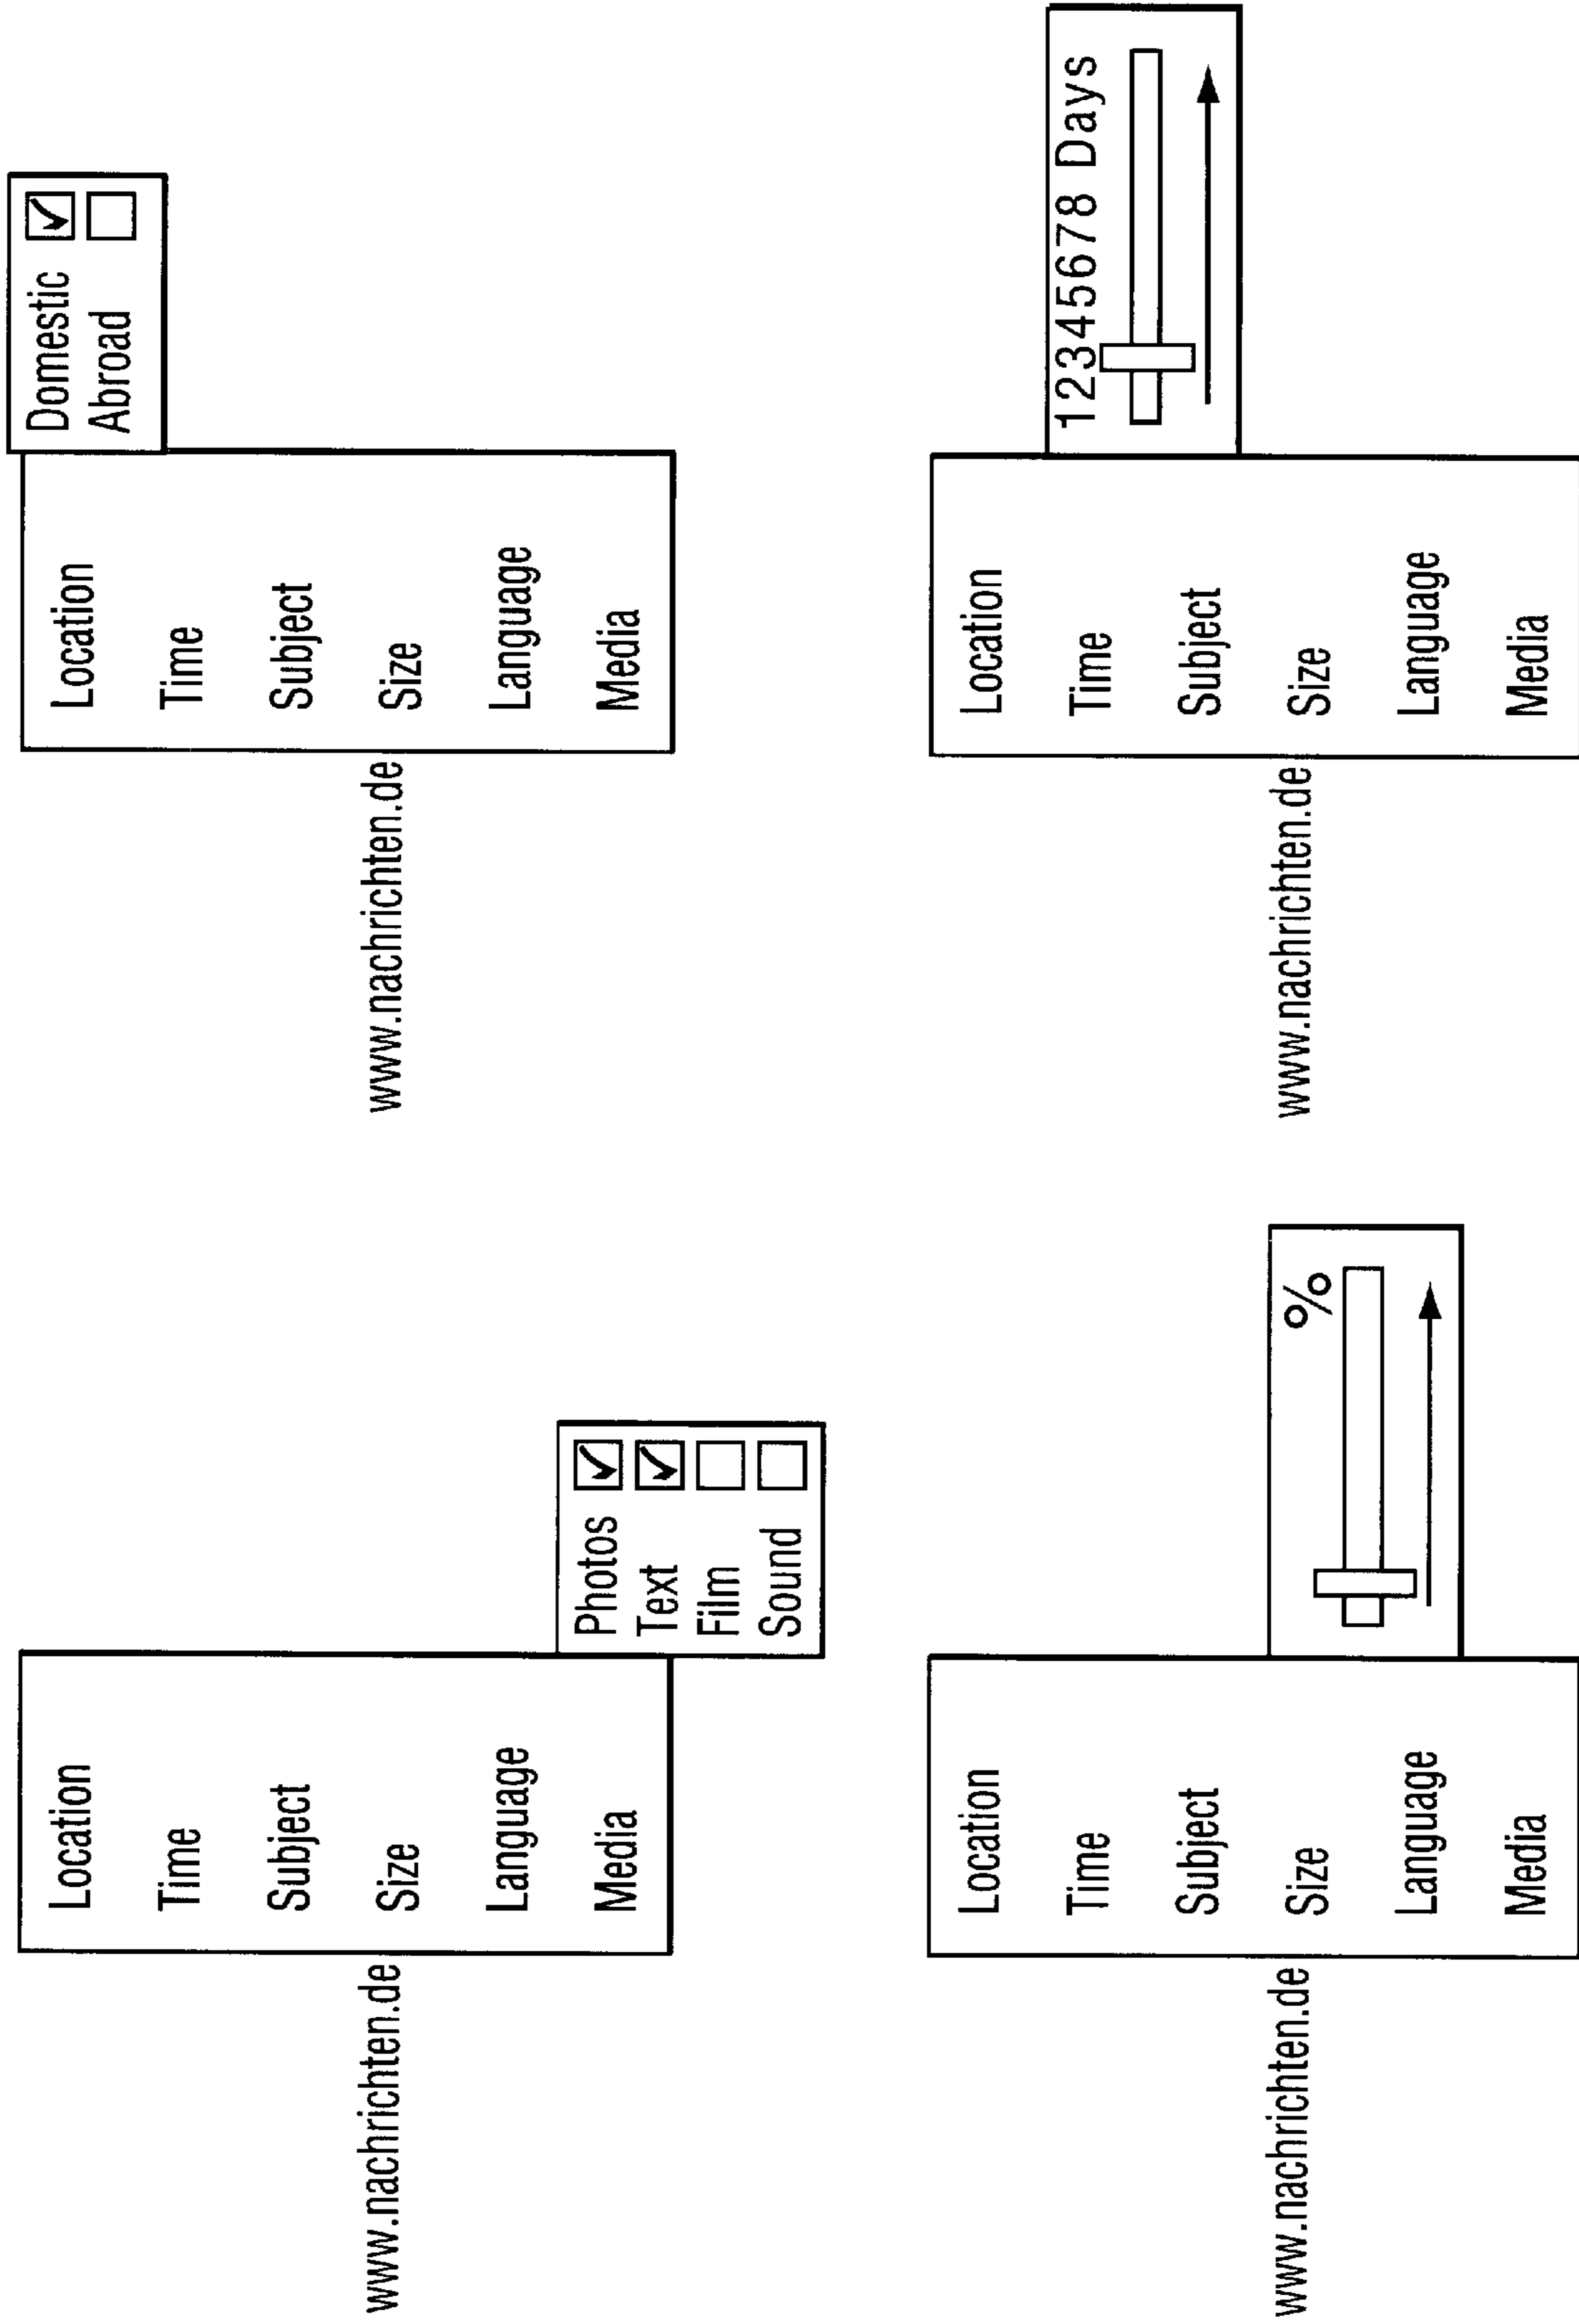 www.nachrichten.de
Location
Time
Subject
Size
Language
Media
Photos
Text
Film
Sound
www.nachrichten.de
Location
Time
Subject
Size
Language
Media
Domestic
Abroad
www.nachrichten.de
Location
Time
Subject
Size
Language
Media
%
www.nachrichten.de
Location
Time
Subject
Size
Language
Media
12345678 Days